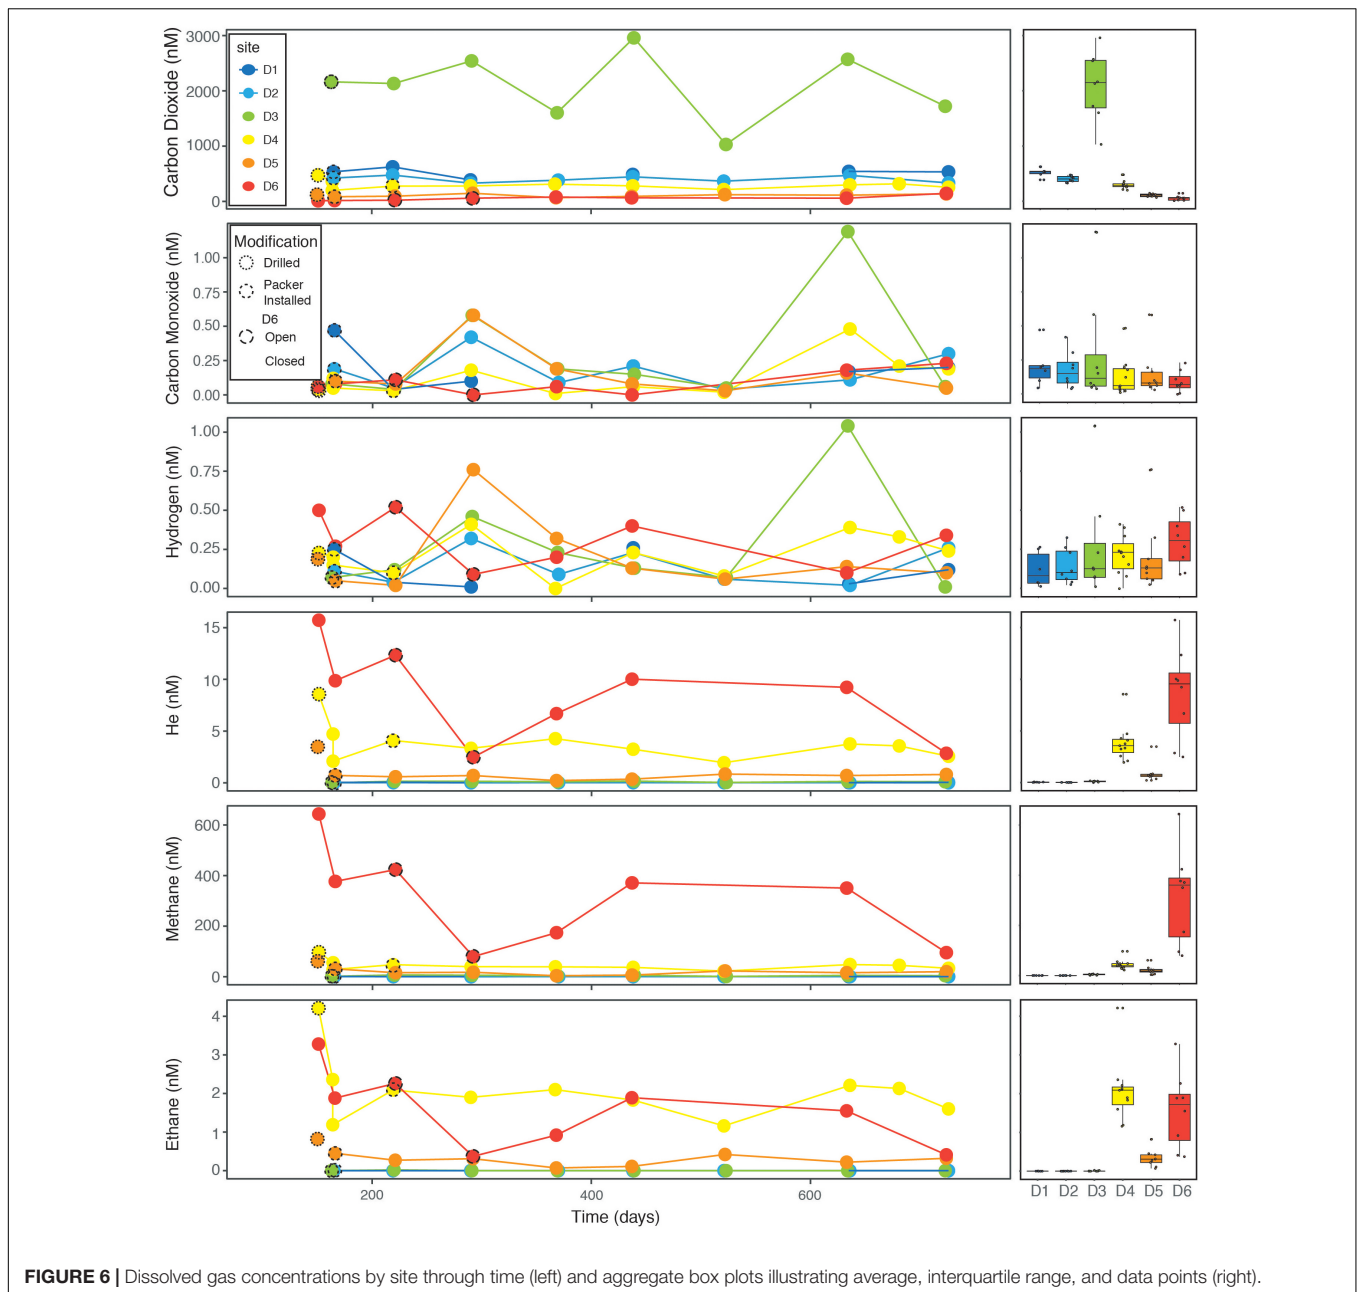 Carbon Dioxide (nM)
3000
2000
1000
0
site
D1
D2
D3
D4
D5
D6
Carbon Monoxide (nM)
1.00
0.75
0.50
0.25
0.00
Modification
Drilled
Packer
Installed
D6
Open
Closed
Hydrogen (nM)
1.00
0.75
0.50
0.25
0.00
He (nM)
15
10
5
0
Methane (nM)
600
400
200
0
Ethane (nM)
4
3
2
1
0
200
400
600
Time (days)
D1
D2
D3
D4
D5
D6
FIGURE 6 | Dissolved gas concentrations by site through time (left) and aggregate box plots illustrating average, interquartile range, and data points (right).